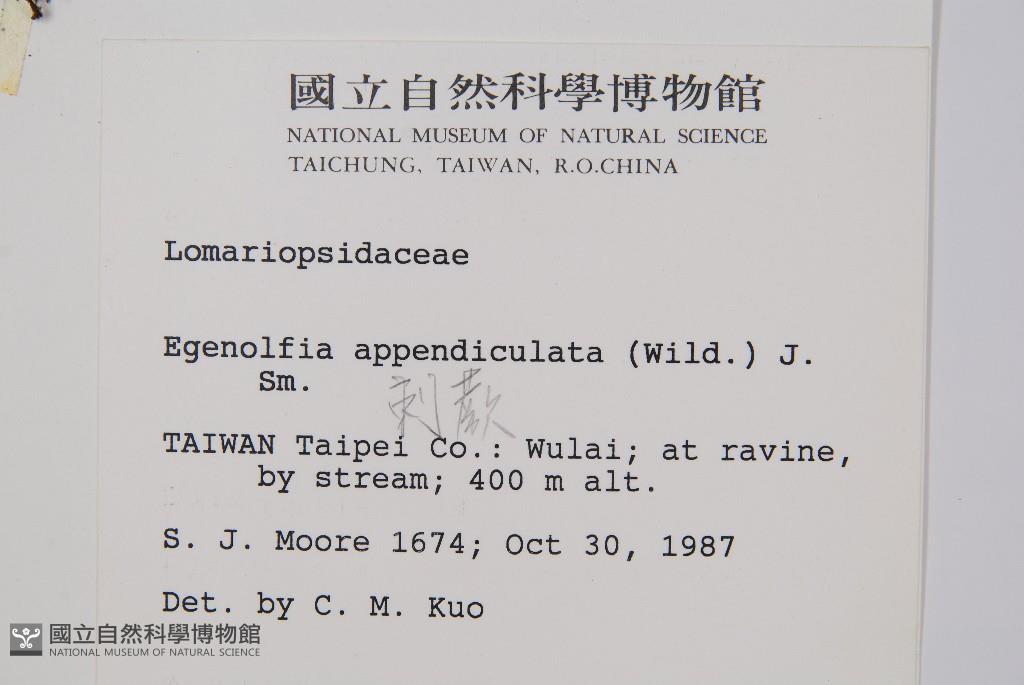 國立自然科學博物館
NATIONAL MUSEUM OF NATURAL SCIENCE
TAICHUNG, TAIWAN, R.O.CHINA
Lomariopsidaceae
Egenolfia appendiculata (Wild.) J.
Sm.
刺蕨
TAIWAN Taipei Co.: Wulai; at ravine,
by stream; 400 m alt.
S. J. Moore 1674; Oct 30, 1987
Det. by C. M. Kuo
國立自然科學博物館
NATIONAL MUSEUM OF NATURAL SCIENCE